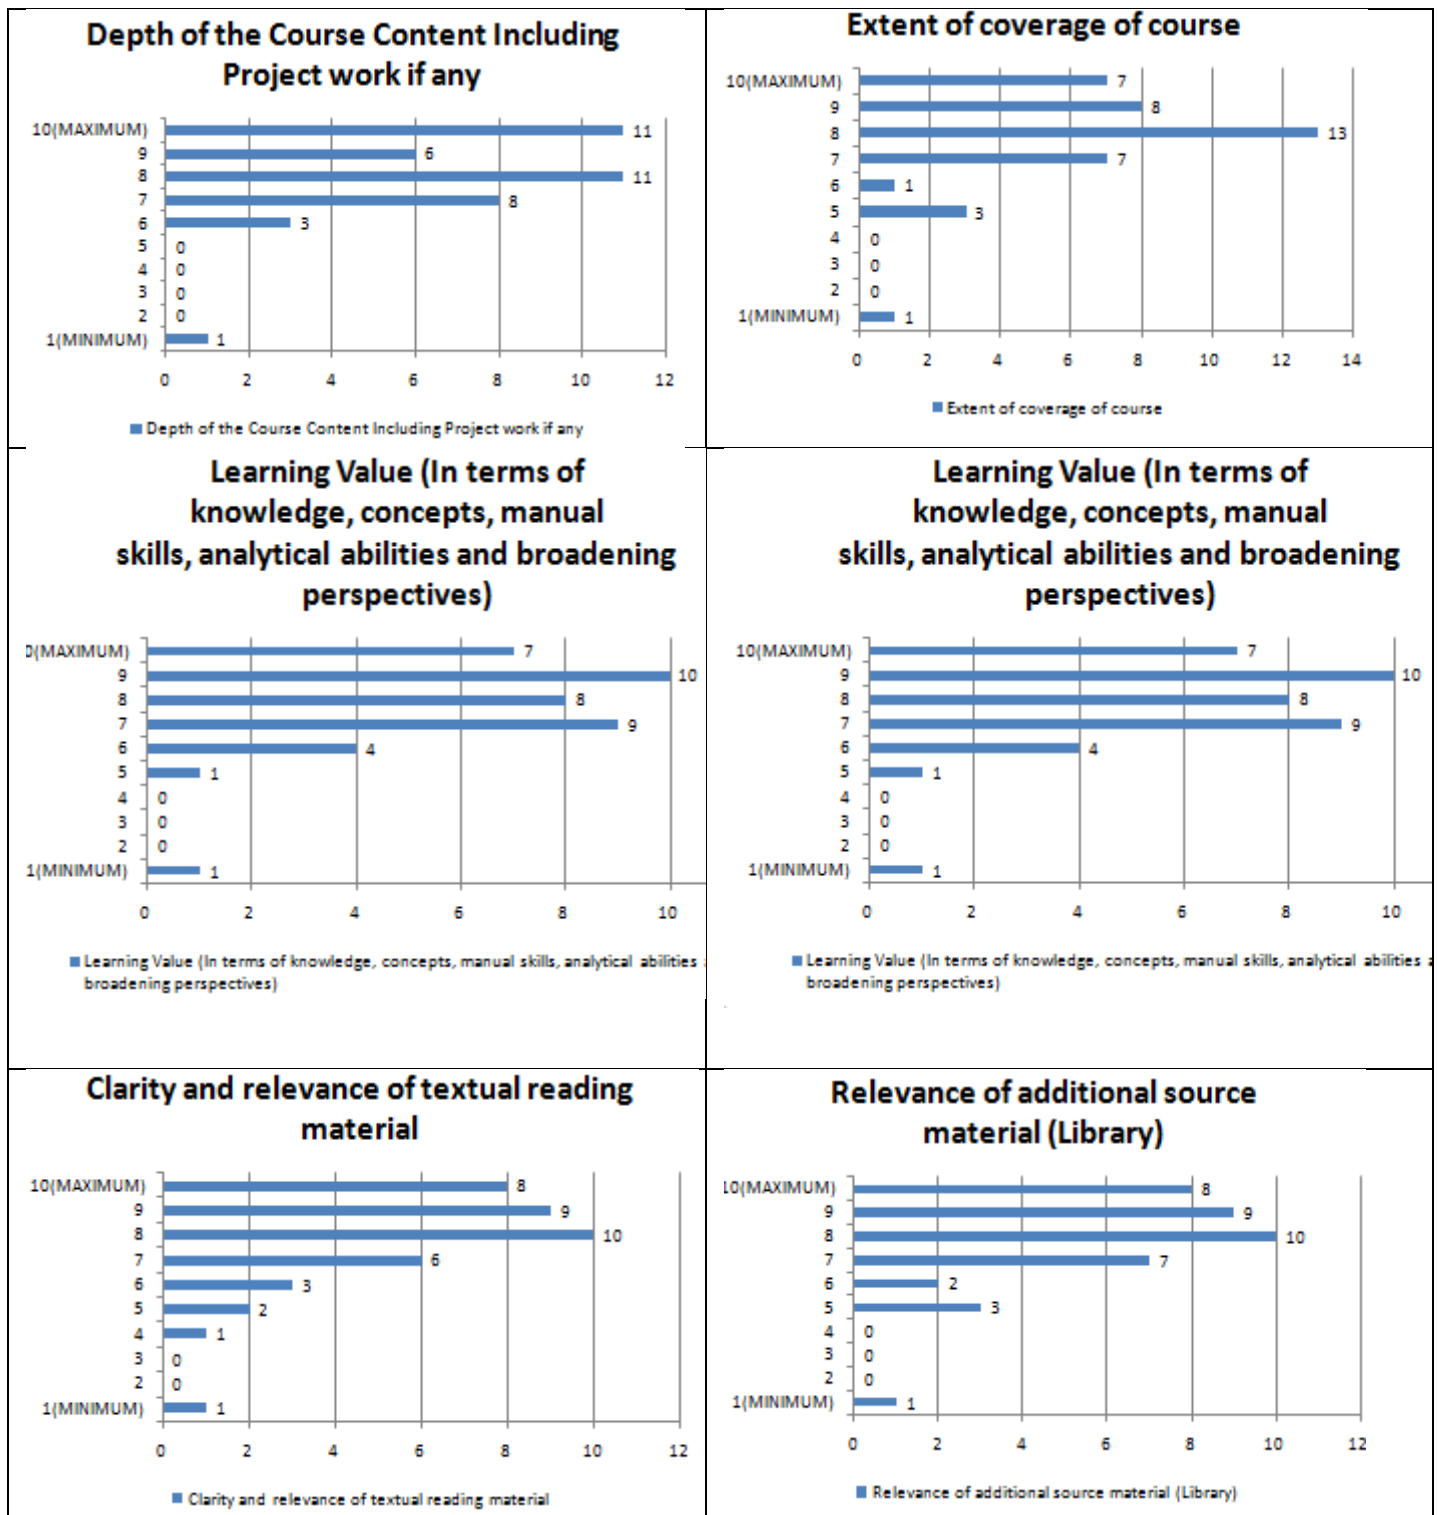 Depth of the Course Content Including
Project work if any
10(MAXIMUM) 11
9 6
8 11
7 8
6 3
5 0
4 0
3 0
2 0
1(MINIMUM) 1
0 2 4 6 8 10 12
Depth of the Course Content Including Project work if any
Extent of coverage of course
10(MAXIMUM) 7
9 8
8 13
7 7
6 1
5 3
4 0
3 0
2 0
1(MINIMUM) 1
0 2 4 6 8 10 12 14
Extent of coverage of course
Learning Value (In terms of
knowledge, concepts, manual
skills, analytical abilities and broadening
perspectives)
0(MAXIMUM) 7
9 10
8 8
7 9
6 4
5 1
4 0
3 0
2 0
1(MINIMUM) 1
0 2 4 6 8 10
Learning Value (In terms of knowledge, concepts, manual skills, analytical abilities
broadening perspectives)
Learning Value (In terms of
knowledge, concepts, manual
skills, analytical abilities and broadening
perspectives)
10(MAXIMUM) 7
9 10
8 8
7 9
6 4
5 1
4 0
3 0
2 0
1(MINIMUM) 1
0 2 4 6 8 10
Learning Value (In terms of knowledge, concepts, manual skills, analytical abilities
broadening perspectives)
Clarity and relevance of textual reading
material
10(MAXIMUM) 8
9 9
8 10
7 6
6 3
5 2
4 1
3 0
2 0
1(MINIMUM) 1
0 2 4 6 8 10 12
Clarity and relevance of textual reading material
Relevance of additional source
material (Library)
10(MAXIMUM) 8
9 9
8 10
7 7
6 2
5 3
4 0
3 0
2 0
1(MINIMUM) 1
0 2 4 6 8 10 12
Relevance of additional source material (Library)